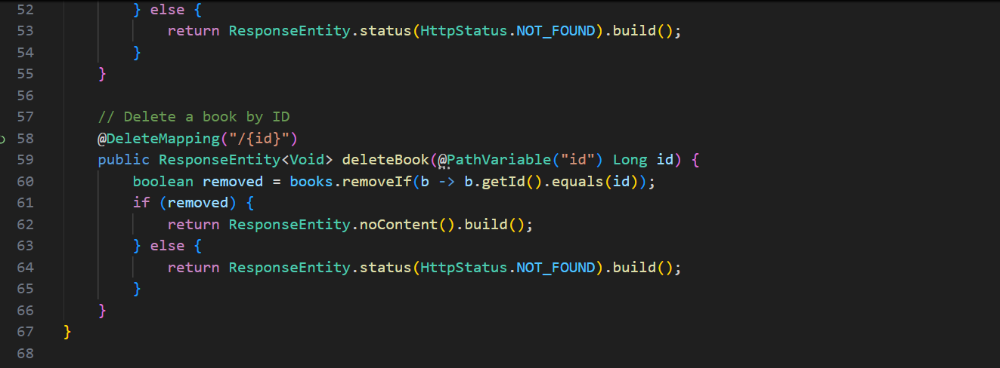 52 } else {
53 return ResponseEntity.status(HttpStatus.NOT_FOUND).build();
54 }
55 }
56
57 // Delete a book by ID
58 @DeleteMapping("/{id}")
59 public ResponseEntity<Void> deleteBook(@PathVariable("id") Long id) {
60 boolean removed = books.removeIf(b -> b.getId().equals(id));
61 if (removed) {
62 return ResponseEntity.noContent().build();
63 } else {
64 return ResponseEntity.status(HttpStatus.NOT_FOUND).build();
65 }
66 }
67 }
68